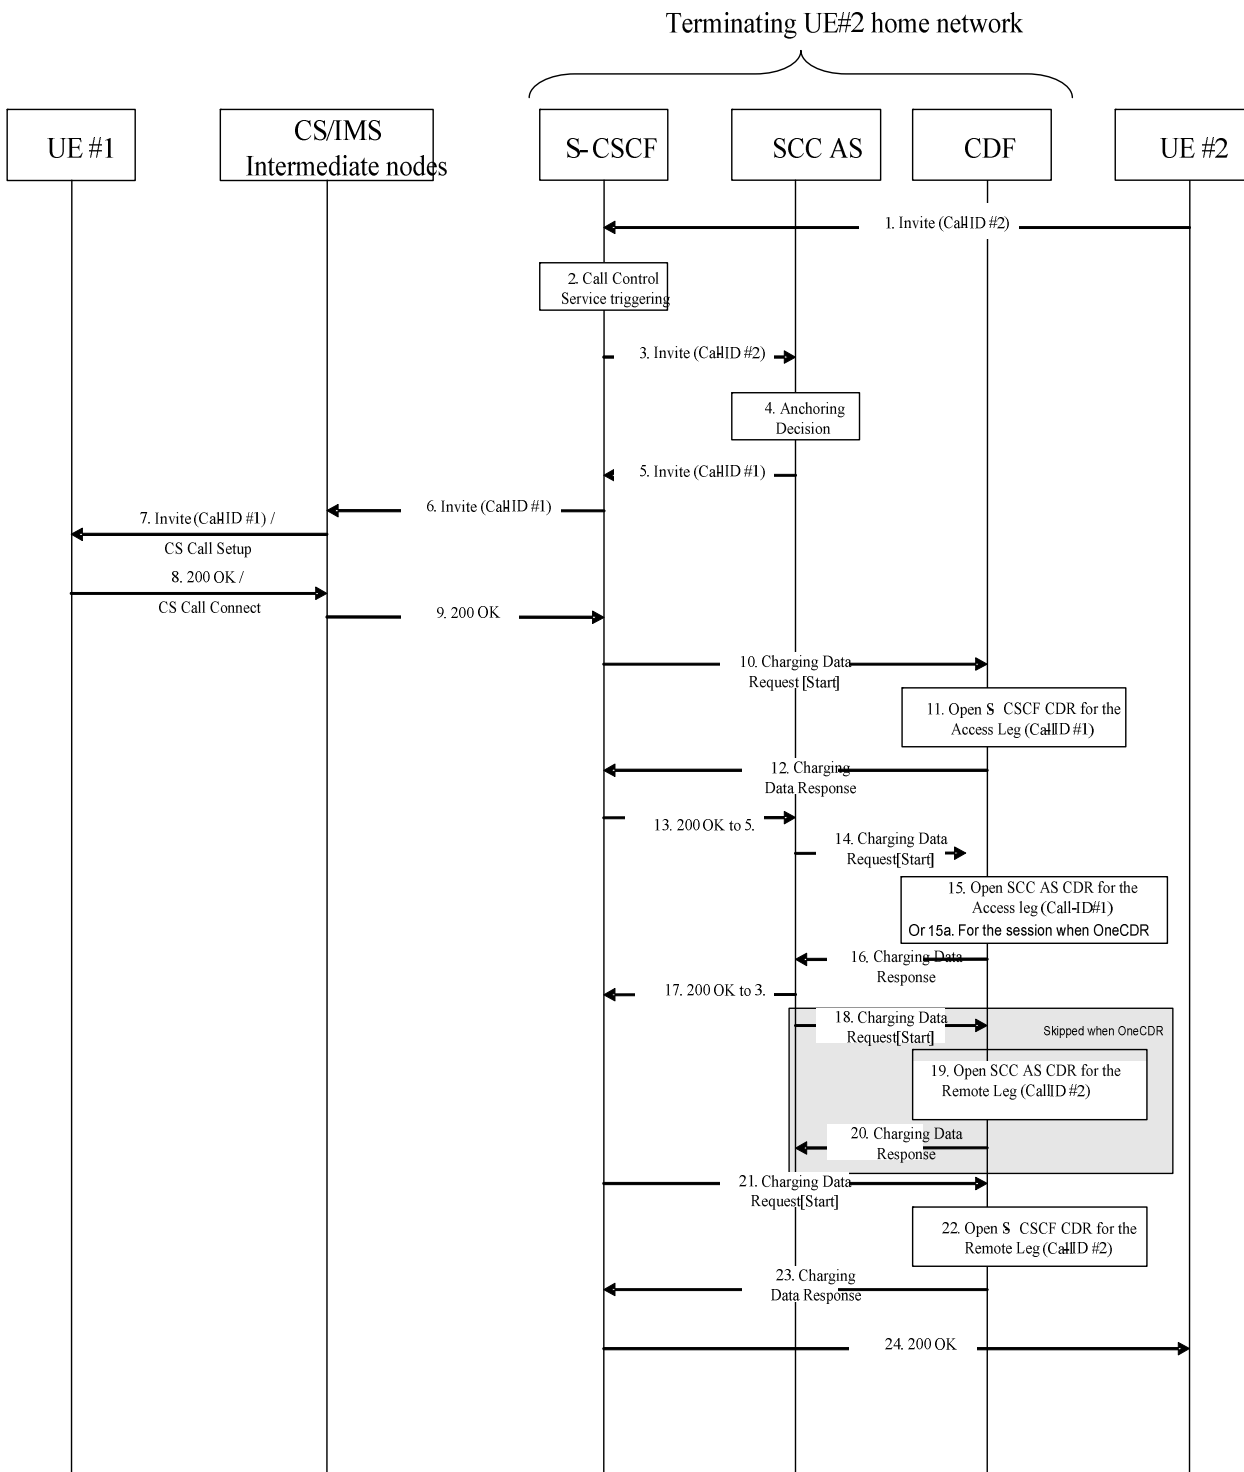 Terminating UE#2 home network
UE #1
CS/IMS
Intermediate nodes
S-CSCF
SCC AS
CDF
UE #2
1. Invite (Call-ID #2)
2. Call Control
Service triggering
3. Invite (Call-ID #2)
4. Anchoring
Decision
5. Invite (Call-ID #1)
6. Invite (Call-ID #1)
7. Invite (Call-ID #1) /
CS Call Setup
8. 200 OK /
CS Call Connect
9. 200 OK
10. Charging Data
Request [Start]
11. Open S-CSCF CDR for the
Access Leg (Call-ID #1)
12. Charging
Data Response
13. 200 OK to 5.
14. Charging Data
Request[Start]
15. Open SCC AS CDR for the
Access leg (Call-ID#1)
Or 15a. For the session when OneCDR
16. Charging Data
Response
17. 200 OK to 3.
18. Charging Data
Request[Start]
Skipped when OneCDR
19. Open SCC AS CDR for the
Remote Leg (CallID #2)
20. Charging Data
Response
21. Charging Data
Request[Start]
22. Open S-CSCF CDR for the
Remote Leg (Call-ID #2)
23. Charging
Data Response
24. 200 OK